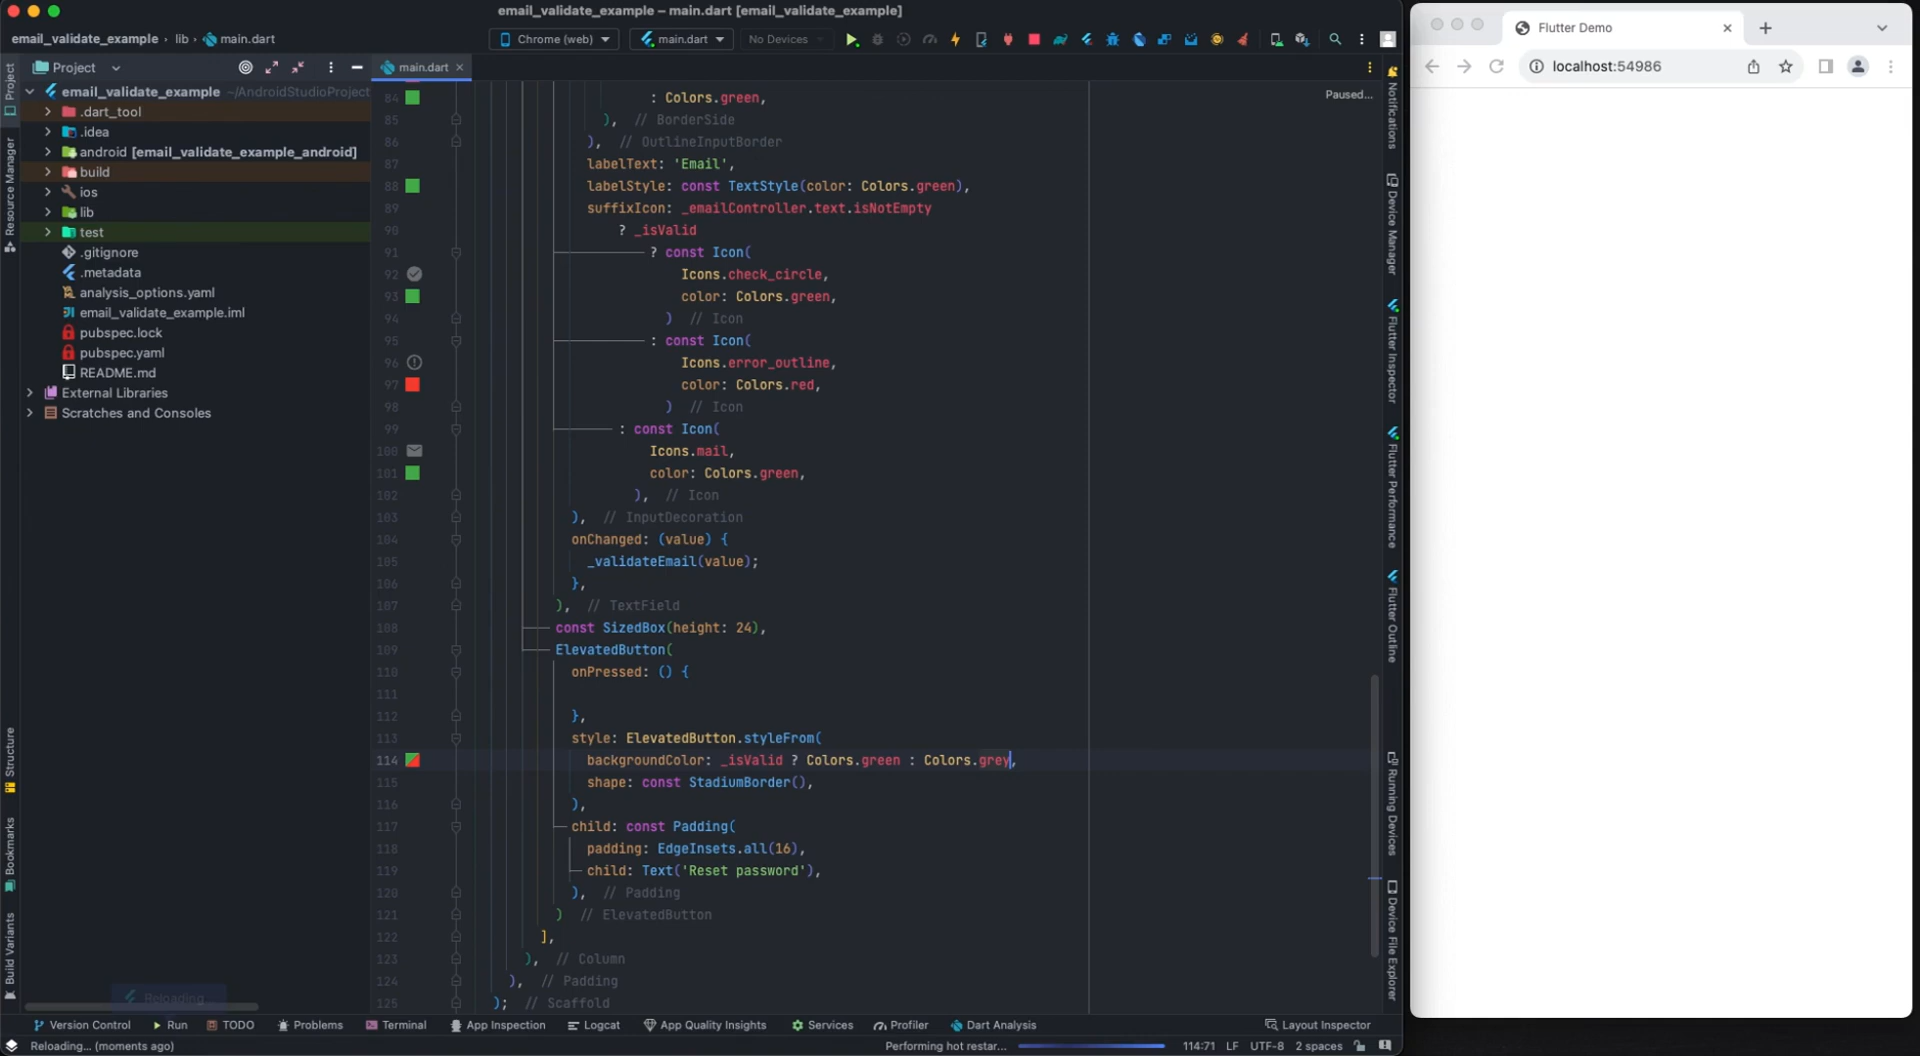 email_validate_example – main.dart [email_validate_example]
email_validate_example
lib
main.dart
Chrome (web)
main.dart
No Devices
Flutter Demo
localhost:54986
Project
main.dart
Paused...
email_validate_example ~/AndroidStudioProject
.dart_tool
.idea
android [email_validate_example_android]
build
ios
lib
test
.gitignore
.metadata
analysis_options.yaml
email_validate_example.iml
pubspec.lock
pubspec.yaml
README.md
External Libraries
Scratches and Consoles
Project
Resource Manager
Structure
Bookmarks
Build Variants
84 : Colors.green,
85 ), // BorderSide
86 ), // OutlineInputBorder
87 labelText: 'Email',
88 labelStyle: const TextStyle(color: Colors.green),
89 suffixIcon: _emailController.text.isNotEmpty
90 ? _isValid
91 ? const Icon(
92 Icons.check_circle,
93 color: Colors.green,
94 ) // Icon
95 : const Icon(
96 Icons.error_outline,
97 color: Colors.red,
98 ) // Icon
99 : const Icon(
100 Icons.mail,
101 color: Colors.green,
102 ), // Icon
103 ), // InputDecoration
104 onChanged: (value) {
105 _validateEmail(value);
106 },
107 ), // TextField
108 const SizedBox(height: 24),
109 ElevatedButton(
110 onPressed: () {
111
112 },
113 style: ElevatedButton.styleFrom(
114 backgroundColor: _isValid ? Colors.green : Colors.grey,
115 shape: const StadiumBorder(),
116 ),
117 child: const Padding(
118 padding: EdgeInsets.all(16),
119 child: Text('Reset password'),
120 ), // Padding
121 ) // ElevatedButton
122 ],
123 ), // Column
124 ), // Padding
125 ); // Scaffold
Notifications
Device Manager
Flutter Inspector
Flutter Performance
Flutter Outline
Running Devices
Device File Explorer
Reloading...
Version Control
Run
TODO
Problems
Terminal
App Inspection
Logcat
App Quality Insights
Services
Profiler
Dart Analysis
Layout Inspector
Reloading... (moments ago)
Performing hot restar...
114:71 LF UTF-8 2 spaces